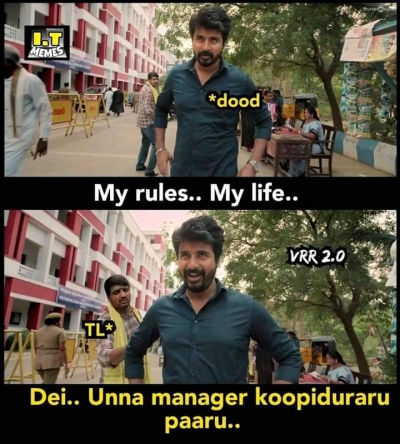 I.T
MEMES
*dood
My rules.. My life..
VRR 2.0
TL*
Dei.. Unna manager koopiduraru
paaru..